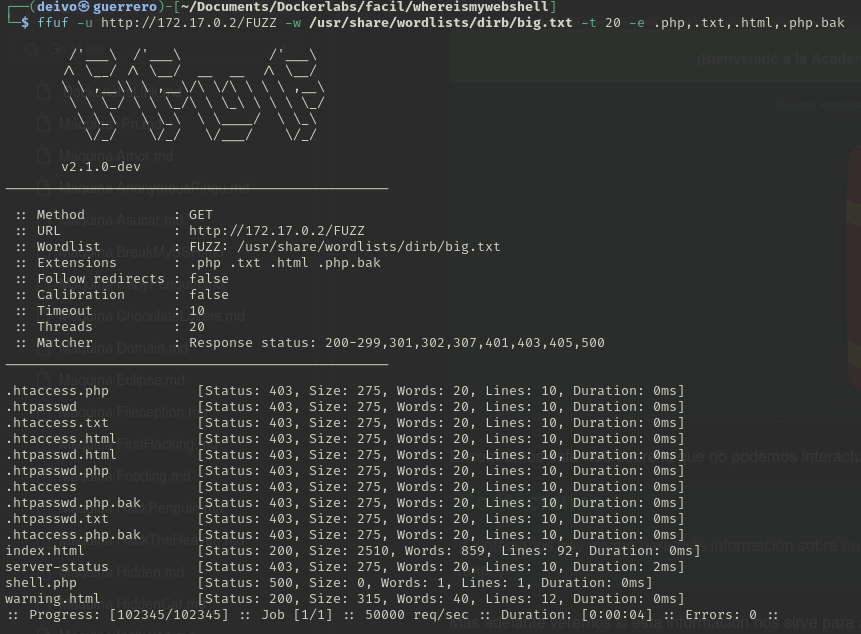 ┌──(deivo㉿guerrero)-[~/Documents/Dockerlabs/facil/whereismywebshell]
└─$ ffuf -u http://172.17.0.2/FUZZ -w /usr/share/wordlists/dirb/big.txt -t 20 -e .php,.txt,.html,.php.bak
v2.1.0-dev
:: Method : GET
:: URL : http://172.17.0.2/FUZZ
:: Wordlist : FUZZ: /usr/share/wordlists/dirb/big.txt
:: Extensions : .php .txt .html .php.bak
:: Follow redirects : false
:: Calibration : false
:: Timeout : 10
:: Threads : 20
:: Matcher : Response status: 200-299,301,302,307,401,403,405,500
.htaccess.php [Status: 403, Size: 275, Words: 20, Lines: 10, Duration: 0ms]
.htpasswd [Status: 403, Size: 275, Words: 20, Lines: 10, Duration: 0ms]
.htaccess.txt [Status: 403, Size: 275, Words: 20, Lines: 10, Duration: 0ms]
.htaccess.html [Status: 403, Size: 275, Words: 20, Lines: 10, Duration: 0ms]
.htpasswd.html [Status: 403, Size: 275, Words: 20, Lines: 10, Duration: 0ms]
.htpasswd.php [Status: 403, Size: 275, Words: 20, Lines: 10, Duration: 0ms]
.htaccess [Status: 403, Size: 275, Words: 20, Lines: 10, Duration: 0ms]
.htpasswd.php.bak [Status: 403, Size: 275, Words: 20, Lines: 10, Duration: 0ms]
.htpasswd.txt [Status: 403, Size: 275, Words: 20, Lines: 10, Duration: 0ms]
.htaccess.php.bak [Status: 403, Size: 275, Words: 20, Lines: 10, Duration: 0ms]
index.html [Status: 200, Size: 2510, Words: 859, Lines: 92, Duration: 0ms]
server-status [Status: 403, Size: 275, Words: 20, Lines: 10, Duration: 2ms]
shell.php [Status: 500, Size: 0, Words: 1, Lines: 1, Duration: 0ms]
warning.html [Status: 200, Size: 315, Words: 40, Lines: 12, Duration: 0ms]
:: Progress: [102345/102345] :: Job [1/1] :: 50000 req/sec :: Duration: [0:00:04] :: Errors: 0 ::